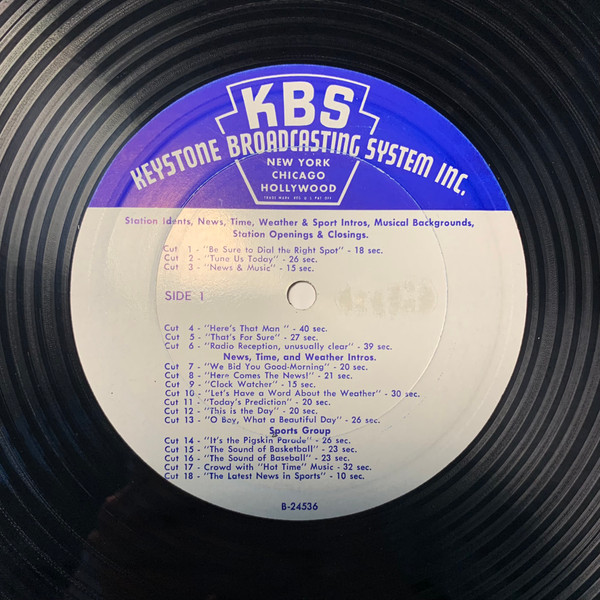 KBS
KEYSTONE BROADCASTING SYSTEM INC.
NEW YORK
CHICAGO
HOLLYWOOD
TRADE MARK REG U S PAT OFF
Station Idents, News, Time, Weather & Sport Intros, Musical Backgrounds,
Station Openings & Closings.
Cut 1 - "Be Sure to Dial the Right Spot" - 18 sec.
Cut 2 - "Tune Us Today" - 26 sec.
Cut 3 - "News & Music" - 15 sec.
SIDE 1
Cut 4 - "Here's That Man " - 40 sec.
Cut 5 - "That's For Sure" - 27 sec.
Cut 6 - "Radio Reception, unusually clear" - 39 sec.
News, Time, and Weather Intros.
Cut 7 - "We Bid You Good-Morning" - 20 sec.
Cut 8 - "Here Comes The News!" - 21 sec.
Cut 9 - "Clock Watcher" - 15 sec.
Cut 10 - "Let's Have a Word About the Weather" - 30 sec.
Cut 11 - "Today's Prediction" - 20 sec.
Cut 12 - "This is the Day" - 20 sec.
Cut 13 - "O Boy, What a Beautiful Day" - 26 sec.
Sports Group
Cut 14 - "It's the Pigskin Parade" - 26 sec.
Cut 15 - "The Sound of Basketball" - 23 sec.
Cut 16 - "The Sound of Baseball" - 23 sec.
Cut 17 - Crowd with "Hot Time" Music - 32 sec.
Cut 18 - "The Latest News in Sports" - 10 sec.
B-24536